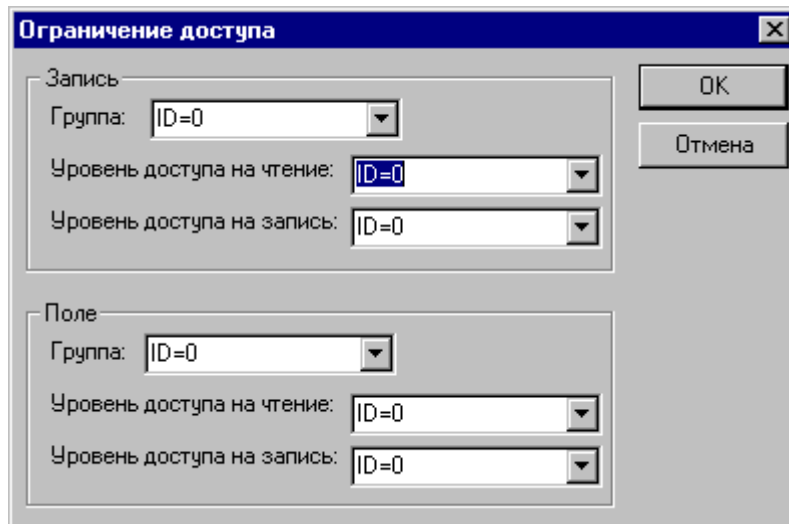 Ограничение доступа
Запись
Группа: ID=0
Уровень доступа на чтение: ID=0
Уровень доступа на запись: ID=0
Поле
Группа: ID=0
Уровень доступа на чтение: ID=0
Уровень доступа на запись: ID=0
OK
Отмена